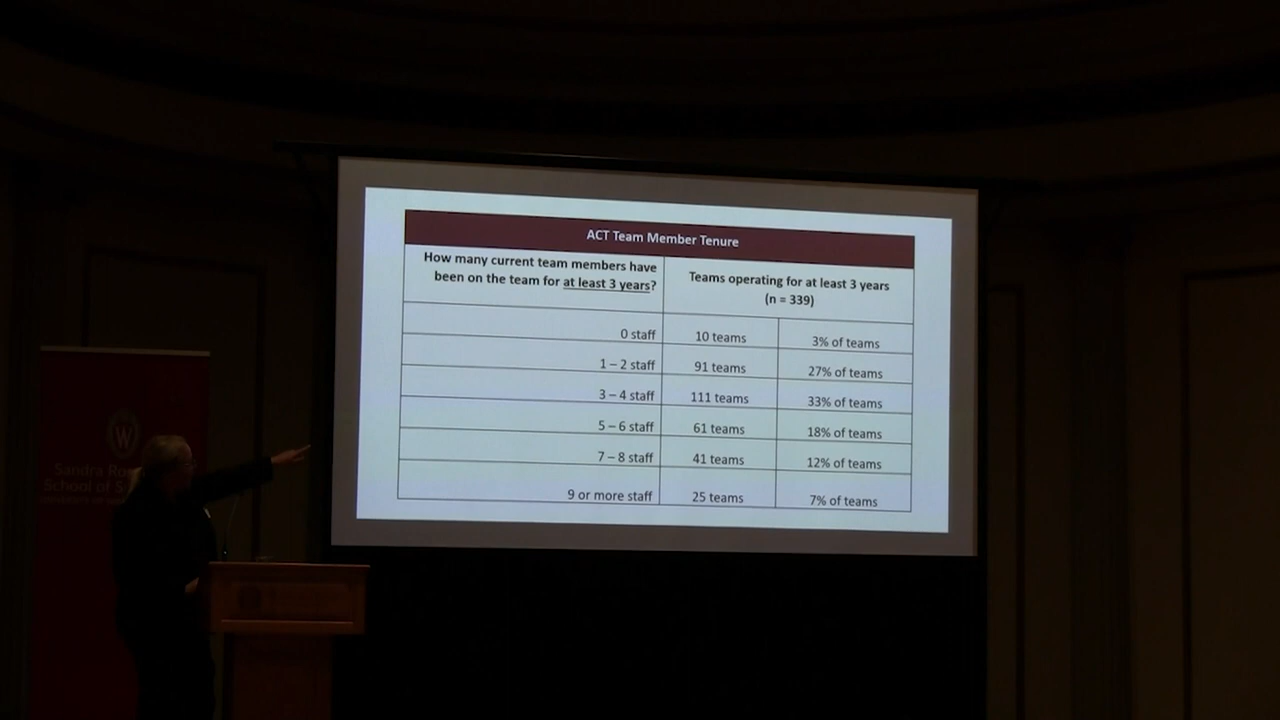 ACT Team Member Tenure
How many current team members have
been on the team for at least 3 years?
Teams operating for at least 3 years
(n = 339)
0 staff 10 teams 3% of teams
1 – 2 staff 91 teams 27% of teams
3 – 4 staff 111 teams 33% of teams
5 – 6 staff 61 teams 18% of teams
7 – 8 staff 41 teams 12% of teams
9 or more staff 25 teams 7% of teams
W
Sandra
School of